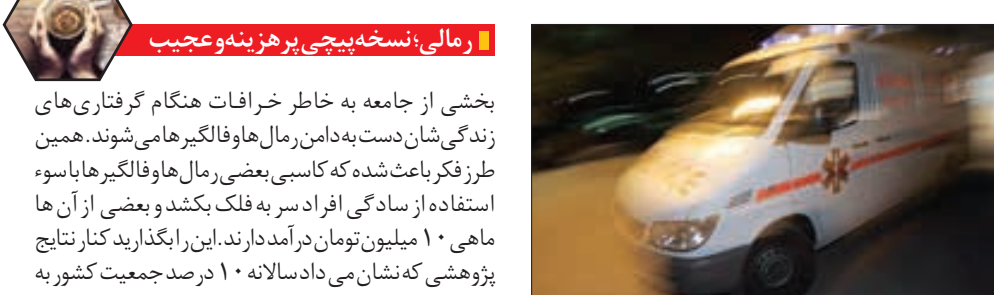 رمالی؛ نسخه‌پیچی پر هزینه و عجیب
بخشی از جامعه به خاطر خرافات هنگام گرفتاری‌های
زندگی‌شان دست به دامن رمال‌ها و فالگیرها می‌شوند. همین
طرز فکر باعث شده که کاسبی بعضی رمال‌ها و فالگیرها با سوء
استفاده از سادگی افراد سر به فلک بکشد و بعضی از آن ها
ماهی ۱۰ میلیون تومان درآمد دارند. این را بگذارید کنار نتایج
پژوهشی که نشان می داد سالانه ۱۰ درصد جمعیت کشور به